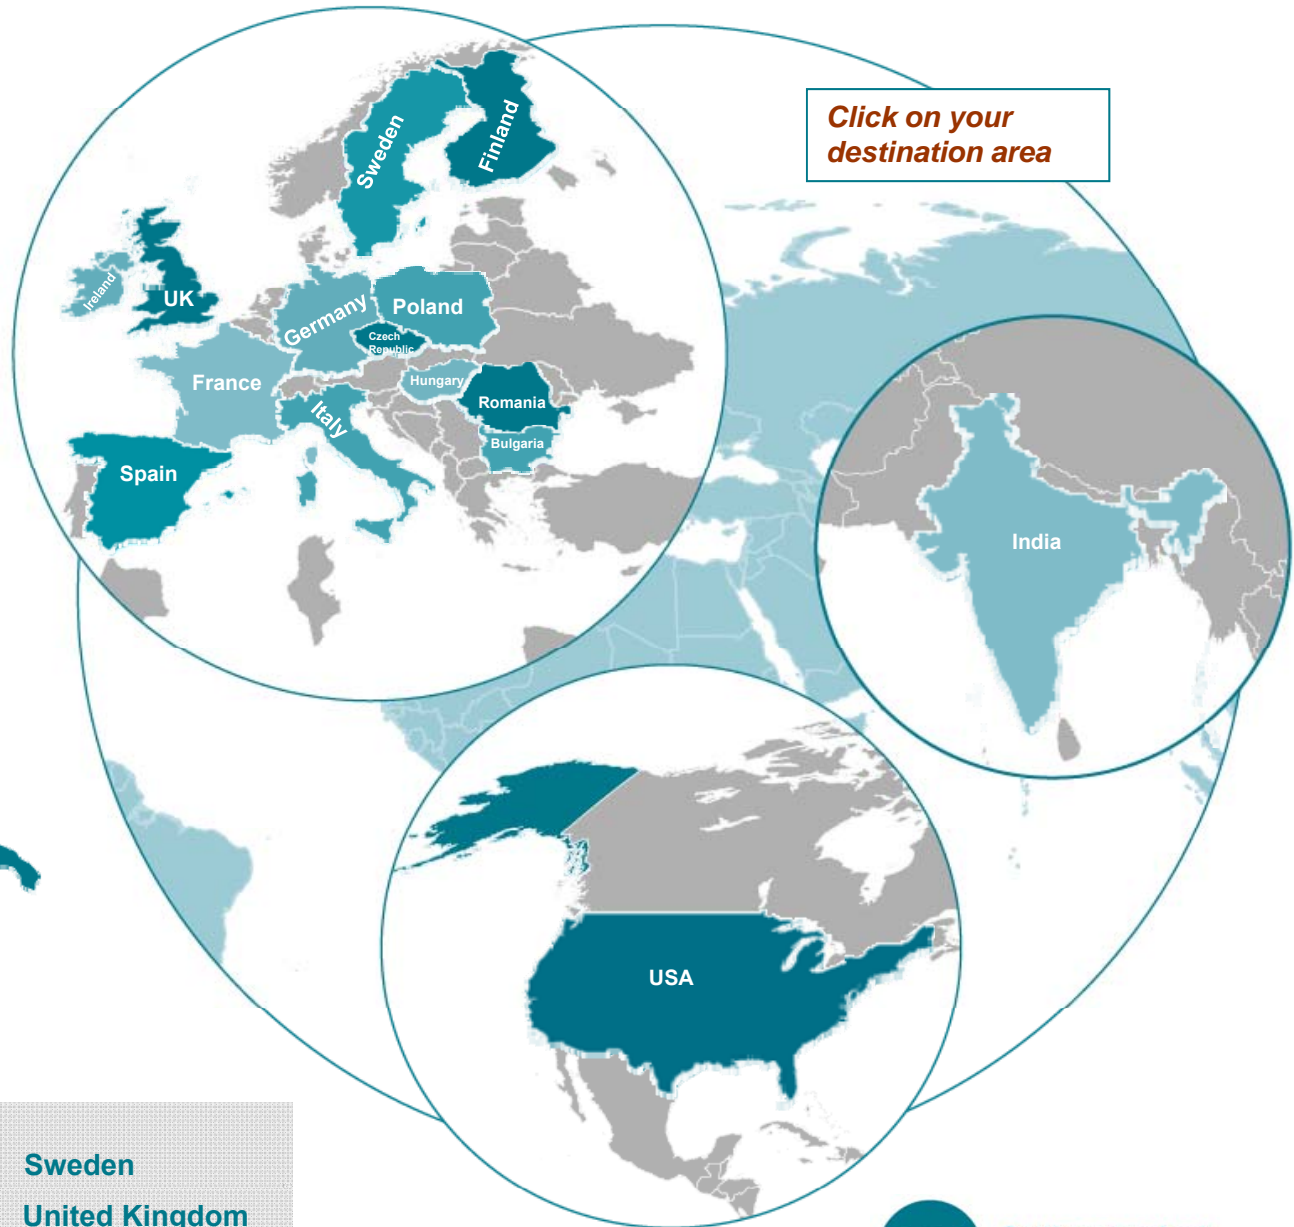 Click on your
destination area
Sweden
Finland
Ireland
UK
Germany
Poland
Czech
Republic
France
Hungary
Italy
Romania
Bulgaria
Spain
India
USA
Sweden
United Kingdom